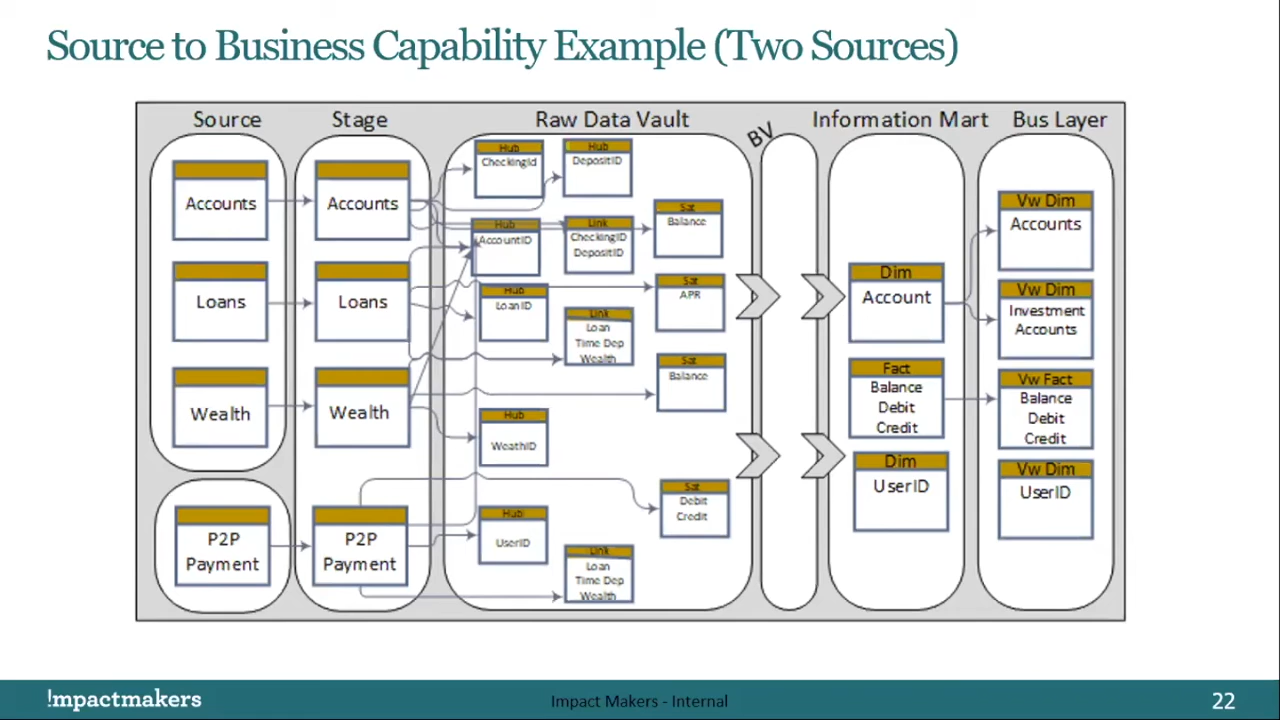 Source to Business Capability Example (Two Sources)
Source
Stage
Raw Data Vault
BV
Information Mart
Bus Layer
Accounts
Loans
Wealth
P2P
Payment
Accounts
Loans
Wealth
P2P
Payment
Hub
CheckingId
Hub
DepositID
Hub
AccountID
Link
CheckingID
DepositID
Sat
Balance
Hub
LoanID
Sat
APR
Link
Loan
Time Dep
Wealth
Sat
Balance
Hub
WeathID
Sat
Debit
Credit
Hub
UserID
Link
Loan
Time Dep
Wealth
Dim
Account
Fact
Balance
Debit
Credit
Dim
UserID
Vw Dim
Accounts
Vw Dim
Investment
Accounts
Vw Fact
Balance
Debit
Credit
Vw Dim
UserID
!mpactmakers
Impact Makers - Internal
22